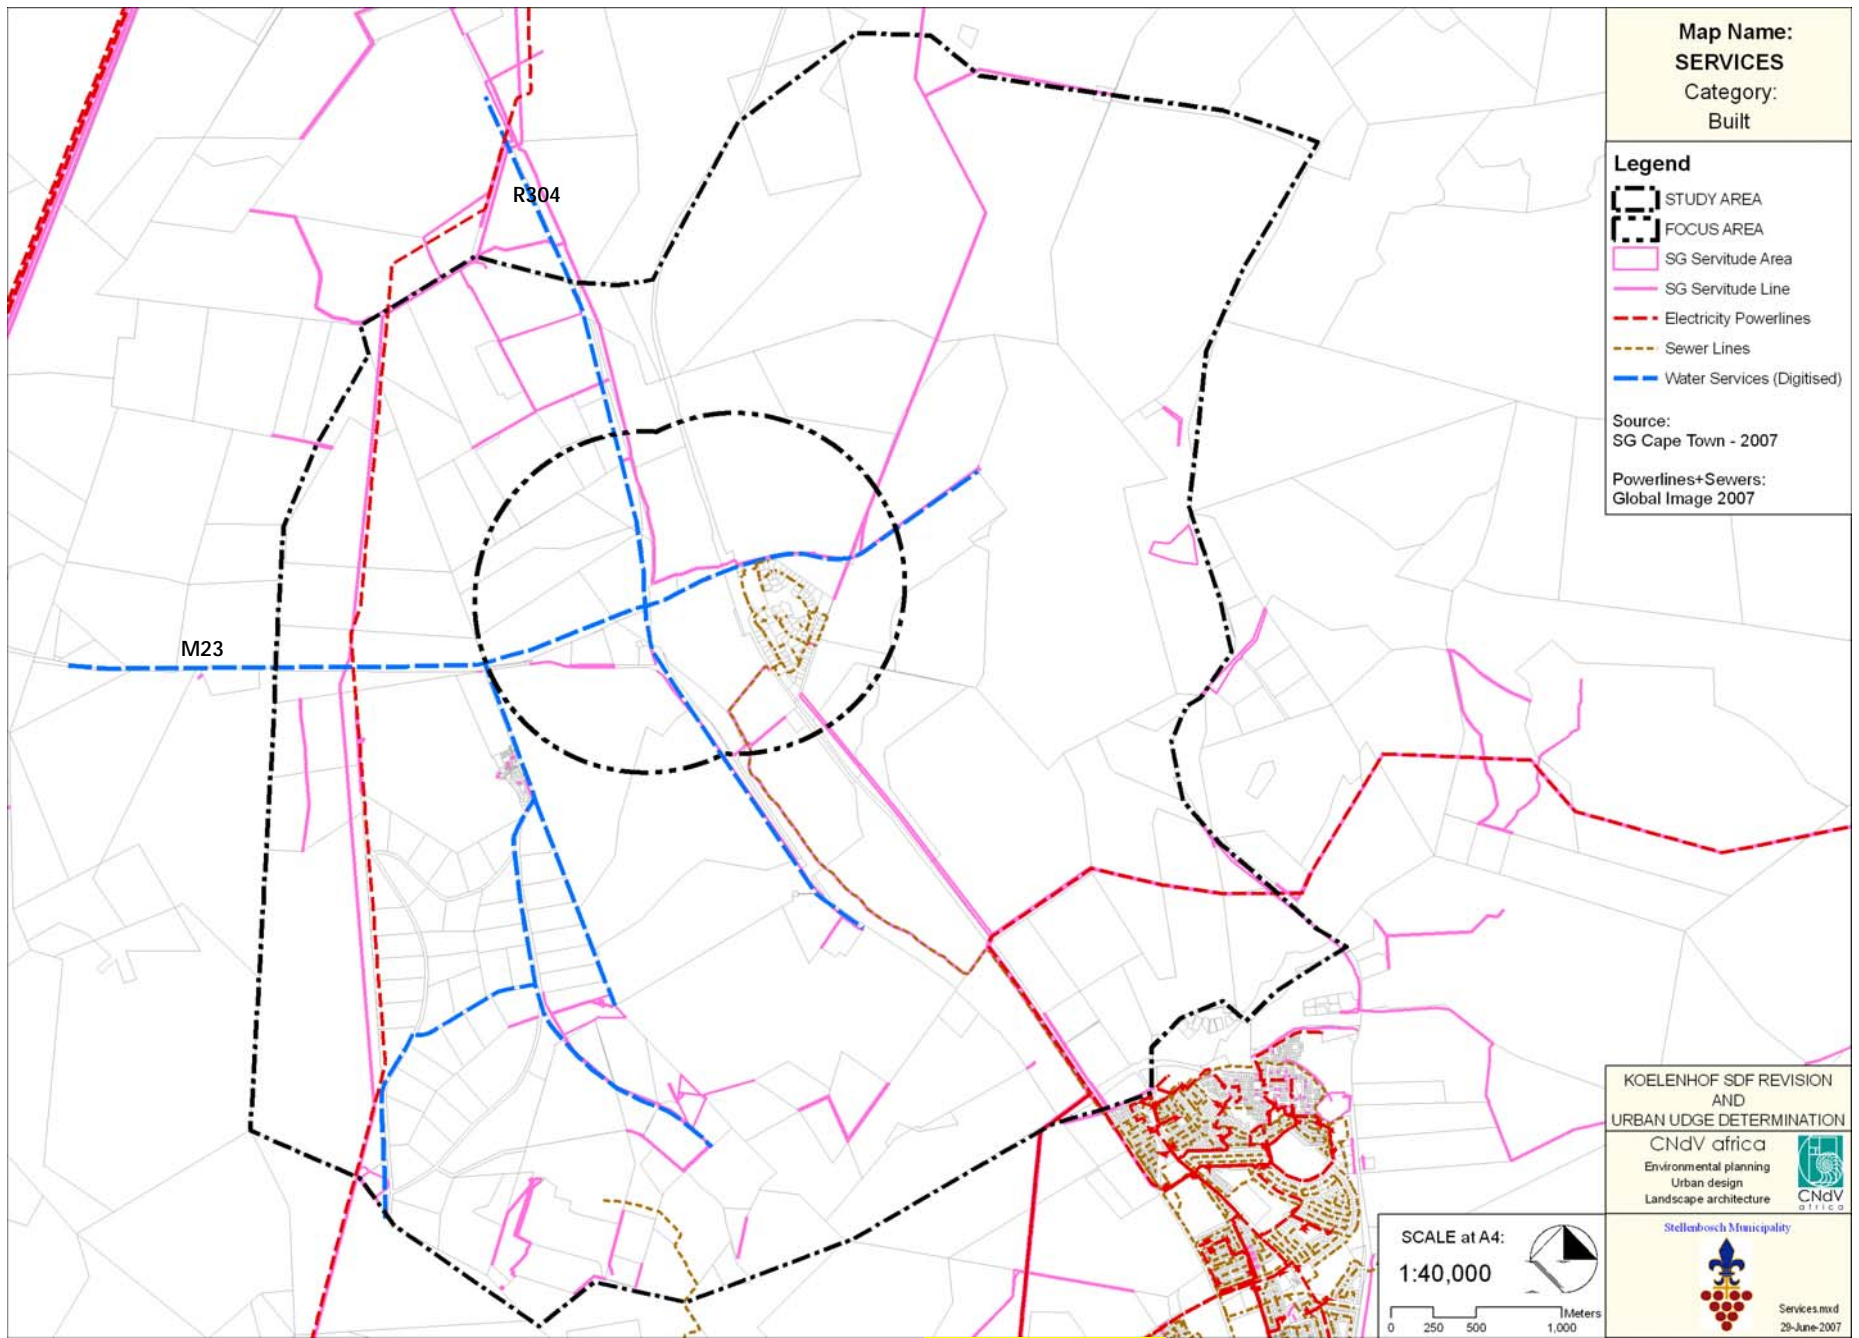 Map Name:
SERVICES
Category:
Built
Legend
STUDY AREA
FOCUS AREA
SG Servitude Area
SG Servitude Line
Electricity Powerlines
Sewer Lines
Water Services (Digitised)
Source:
SG Cape Town - 2007
Powerlines+Sewers:
Global Image 2007
R304
M23
KOELENHOF SDF REVISION
AND
URBAN UDGE DETERMINATION
CNdV africa
Environmental planning
Urban design
Landscape architecture
CNdV
africa
Stellenbosch Municipality
Services.mxd
29-June-2007
SCALE at A4:
1:40,000
Meters
0 250 500 1,000